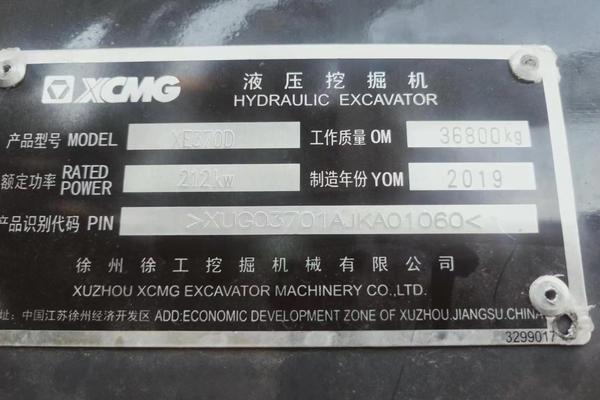 XCMG
液压挖掘机
HYDRAULIC EXCAVATOR
产品型号 MODEL XE370D 工作质量 OM 36800kg
额定功率 RATED POWER 212kw 制造年份 YOM 2019
产品识别代码 PIN >XUG03701AJKA01060<
徐州徐工挖掘机械有限公司
XUZHOU XCMG EXCAVATOR MACHINERY CO.,LTD.
址: 中国江苏徐州经济开发区 ADD:ECONOMIC DEVELOPMENT ZONE OF XUZHOU.JIANGSU.CHINA
3299017